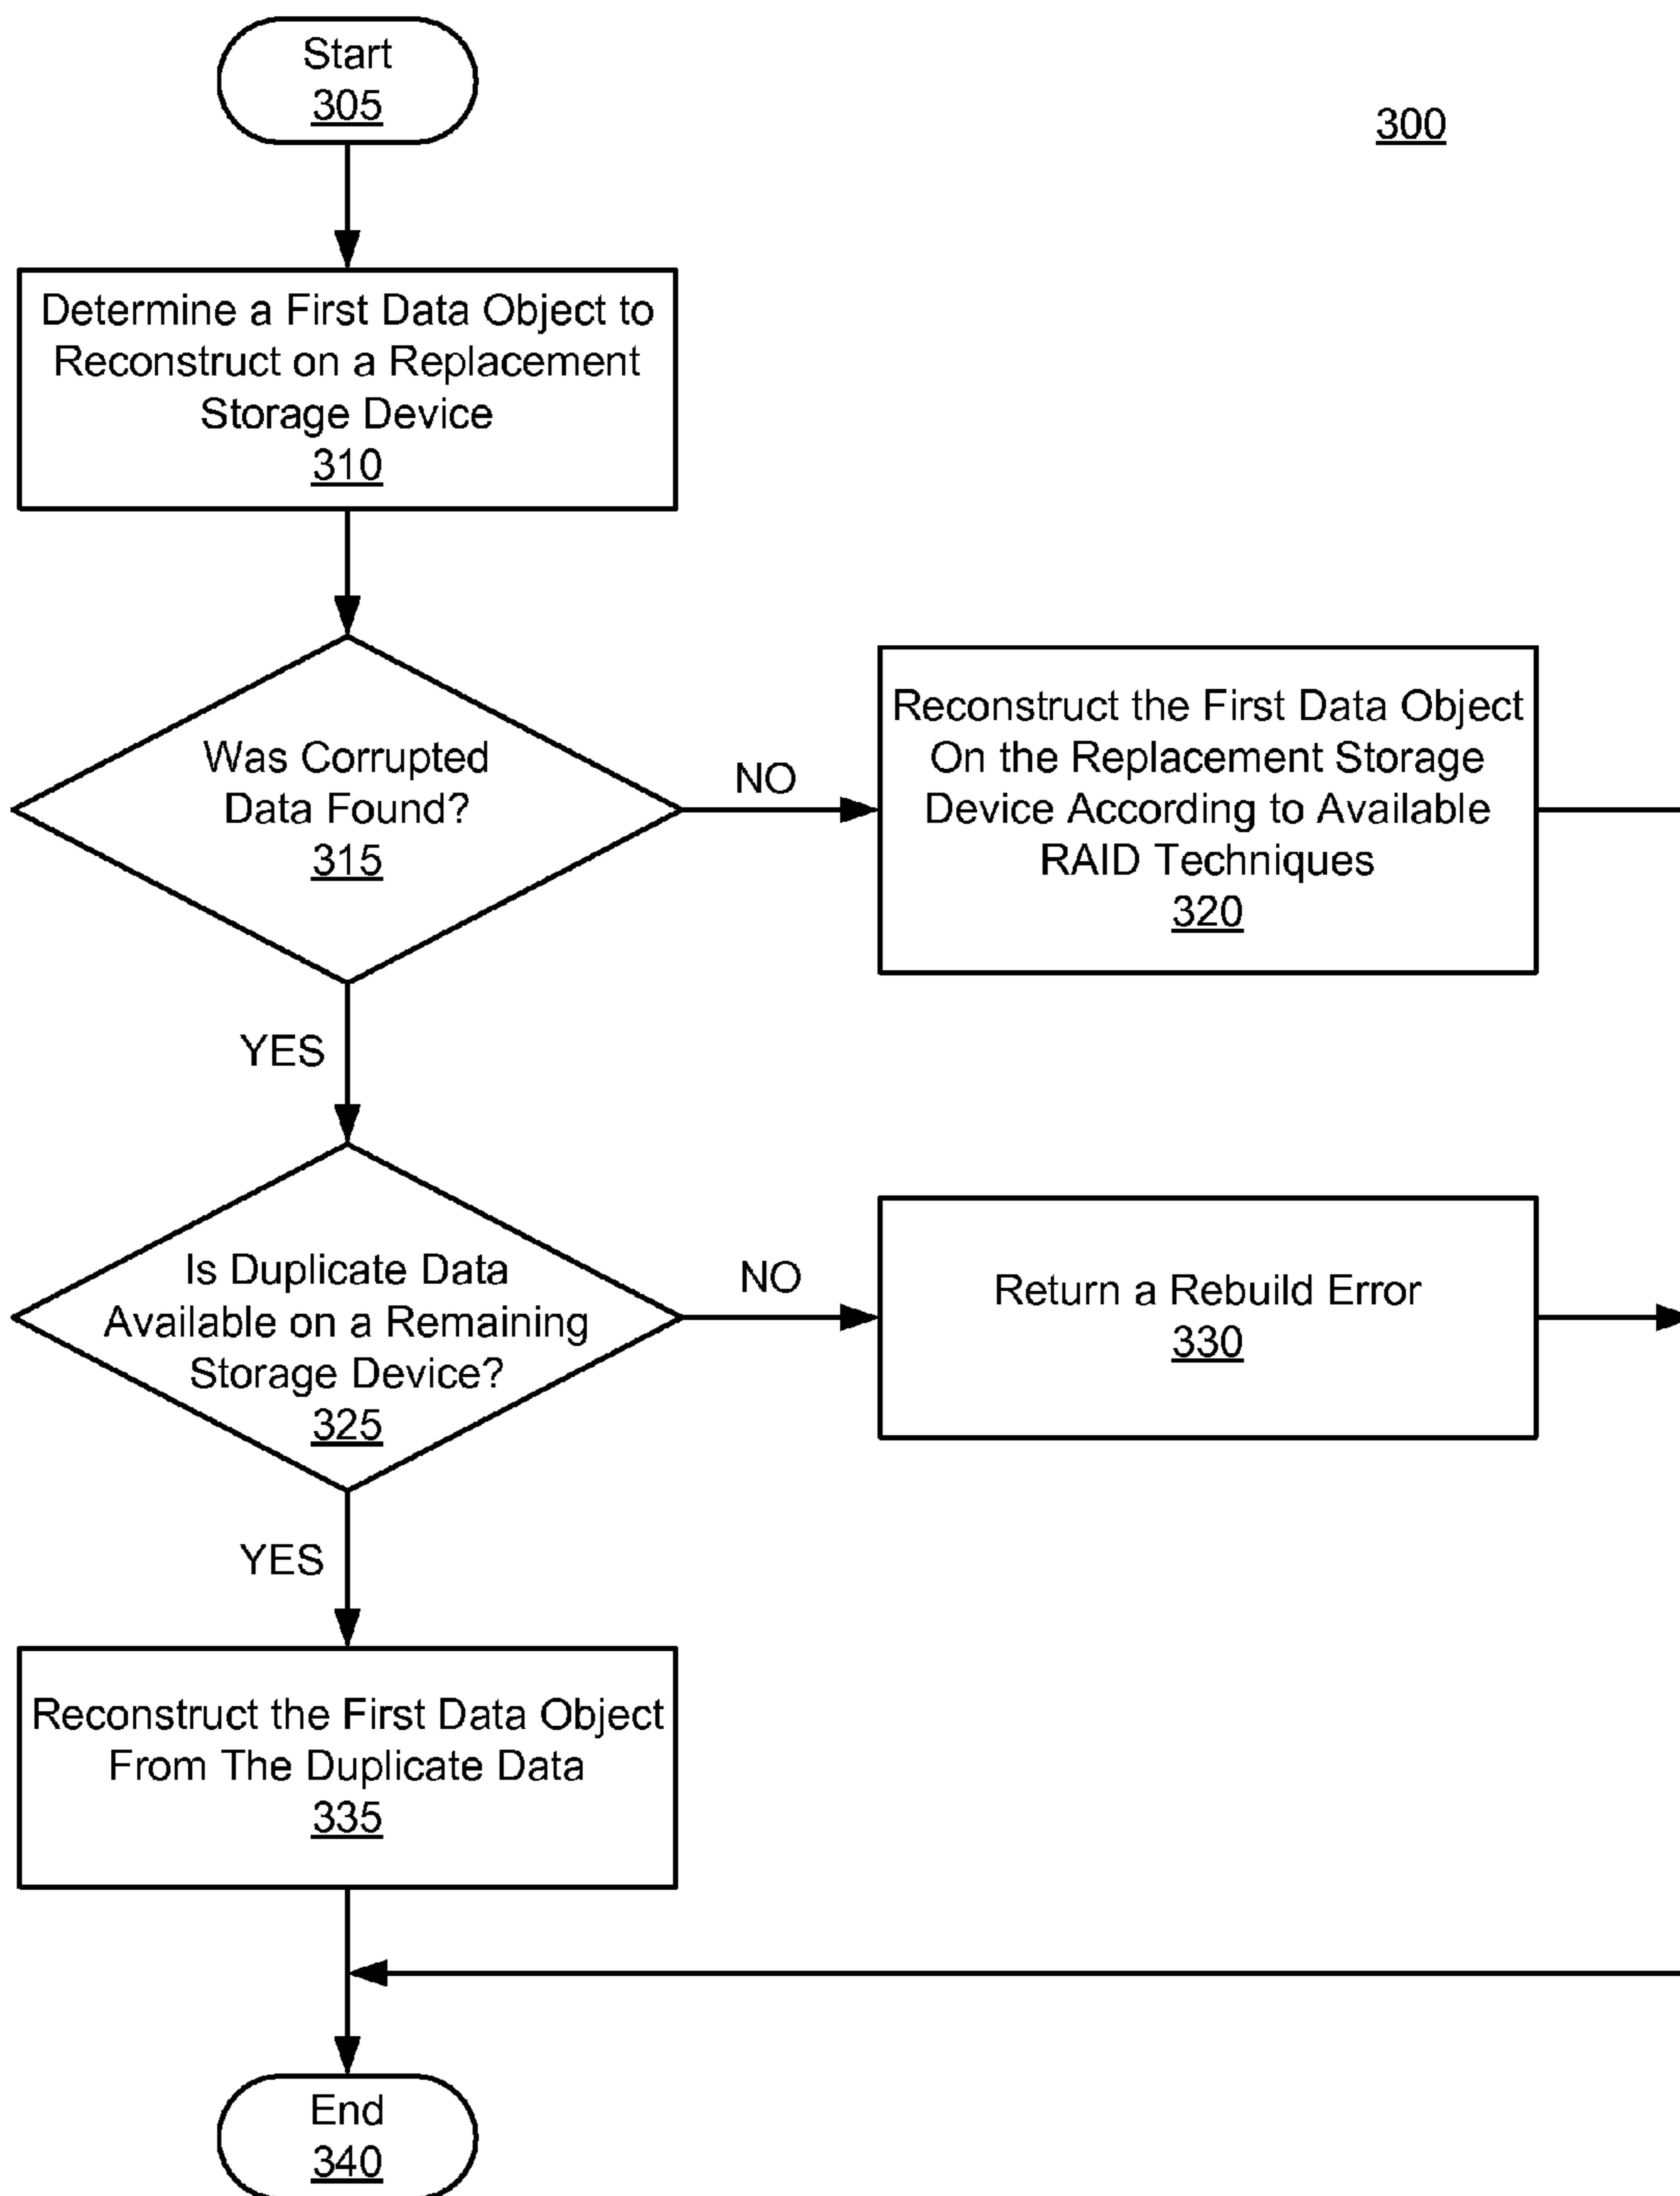 Start
305
300
Determine a First Data Object to
Reconstruct on a Replacement
Storage Device
310
Was Corrupted
Data Found?
315
NO
Reconstruct the First Data Object
On the Replacement Storage
Device According to Available
RAID Techniques
320
YES
Is Duplicate Data
Available on a Remaining
Storage Device?
325
NO
Return a Rebuild Error
330
YES
Reconstruct the First Data Object
From The Duplicate Data
335
End
340